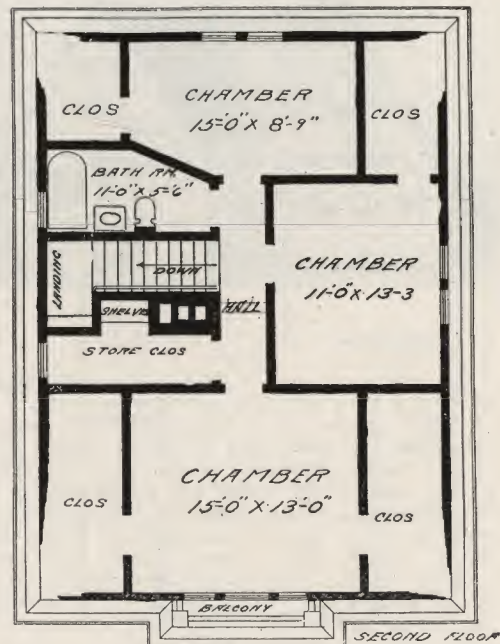 CHAMBER
15'-0" X 8'-9"
CLOS
CLOS
BATH RM.
11'-0" X 5'-6"
LANDING
DOWN
CHAMBER
11'-0" X 13-3
SHELVES
HALL
STORE CLOS
CHAMBER
15'-0" X 13'-0"
CLOS
CLOS
BALCONY
SECOND FLOOR